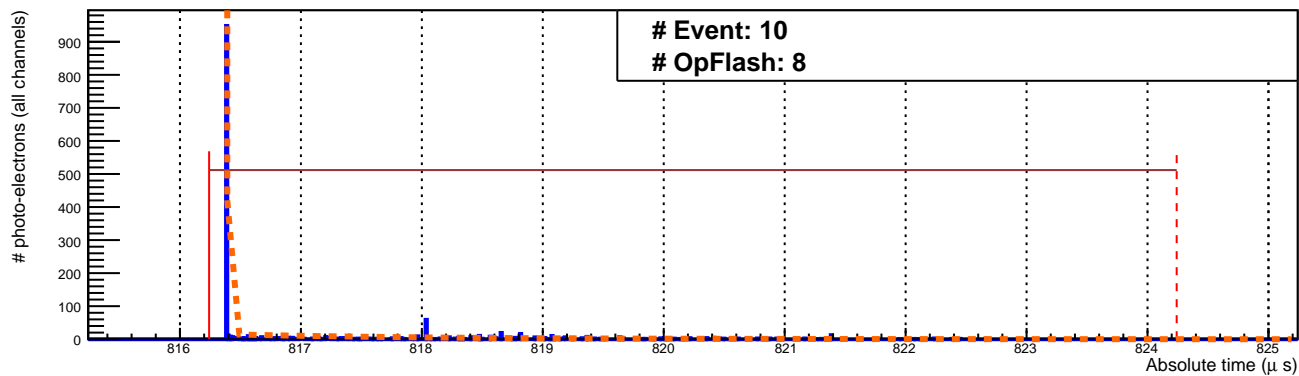 # Event: 10
# OpFlash: 8
# photo-electrons (all channels)
900
800
700
600
500
400
300
200
100
0
816 817 818 819 820 821 822 823 824 825
Absolute time (μ s)